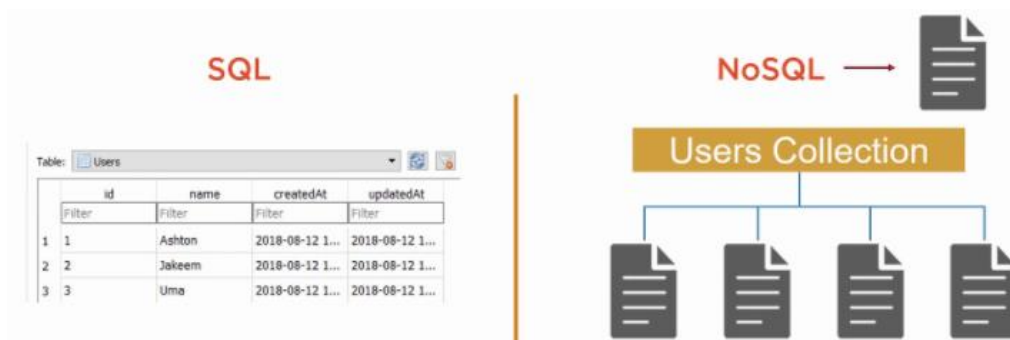 SQL
NoSQL
Users Collection
Table: Users
id name createdAt updatedAt
Filter Filter Filter Filter
1 1 Ashton 2018-08-12 1... 2018-08-12 1...
2 2 Jakeem 2018-08-12 1... 2018-08-12 1...
3 3 Uma 2018-08-12 1... 2018-08-12 1...